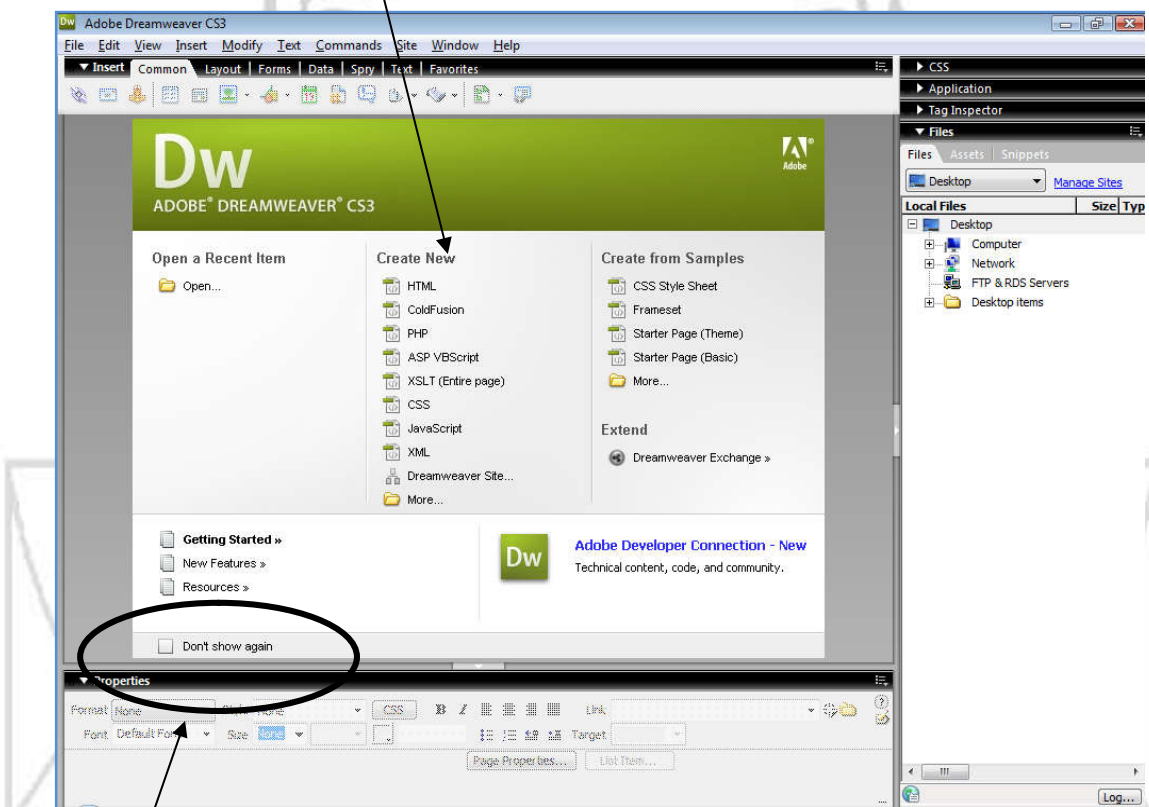 Dw Adobe Dreamweaver CS3
File Edit View Insert Modify Text Commands Site Window Help
Insert Common Layout | Forms | Data | Spry | Text | Favorites
Dw
ADOBE® DREAMWEAVER® CS3
Adobe
Open a Recent Item
Open...
Create New
HTML
ColdFusion
PHP
ASP VBScript
XSLT (Entire page)
CSS
JavaScript
XML
Dreamweaver Site...
More...
Create from Samples
CSS Style Sheet
Frameset
Starter Page (Theme)
Starter Page (Basic)
More...
Extend
Dreamweaver Exchange »
Getting Started »
New Features »
Resources »
Dw
Adobe Developer Connection - New
Technical content, code, and community.
Don't show again
Properties
Format None Style None CSS B I Link
Font Default Font Size None Target
Page Properties... List Item...
CSS
Application
Tag Inspector
Files
Files Assets Snippets
Desktop Manage Sites
Local Files Size Typ
Desktop
Computer
Network
FTP & RDS Servers
Desktop items
Log...